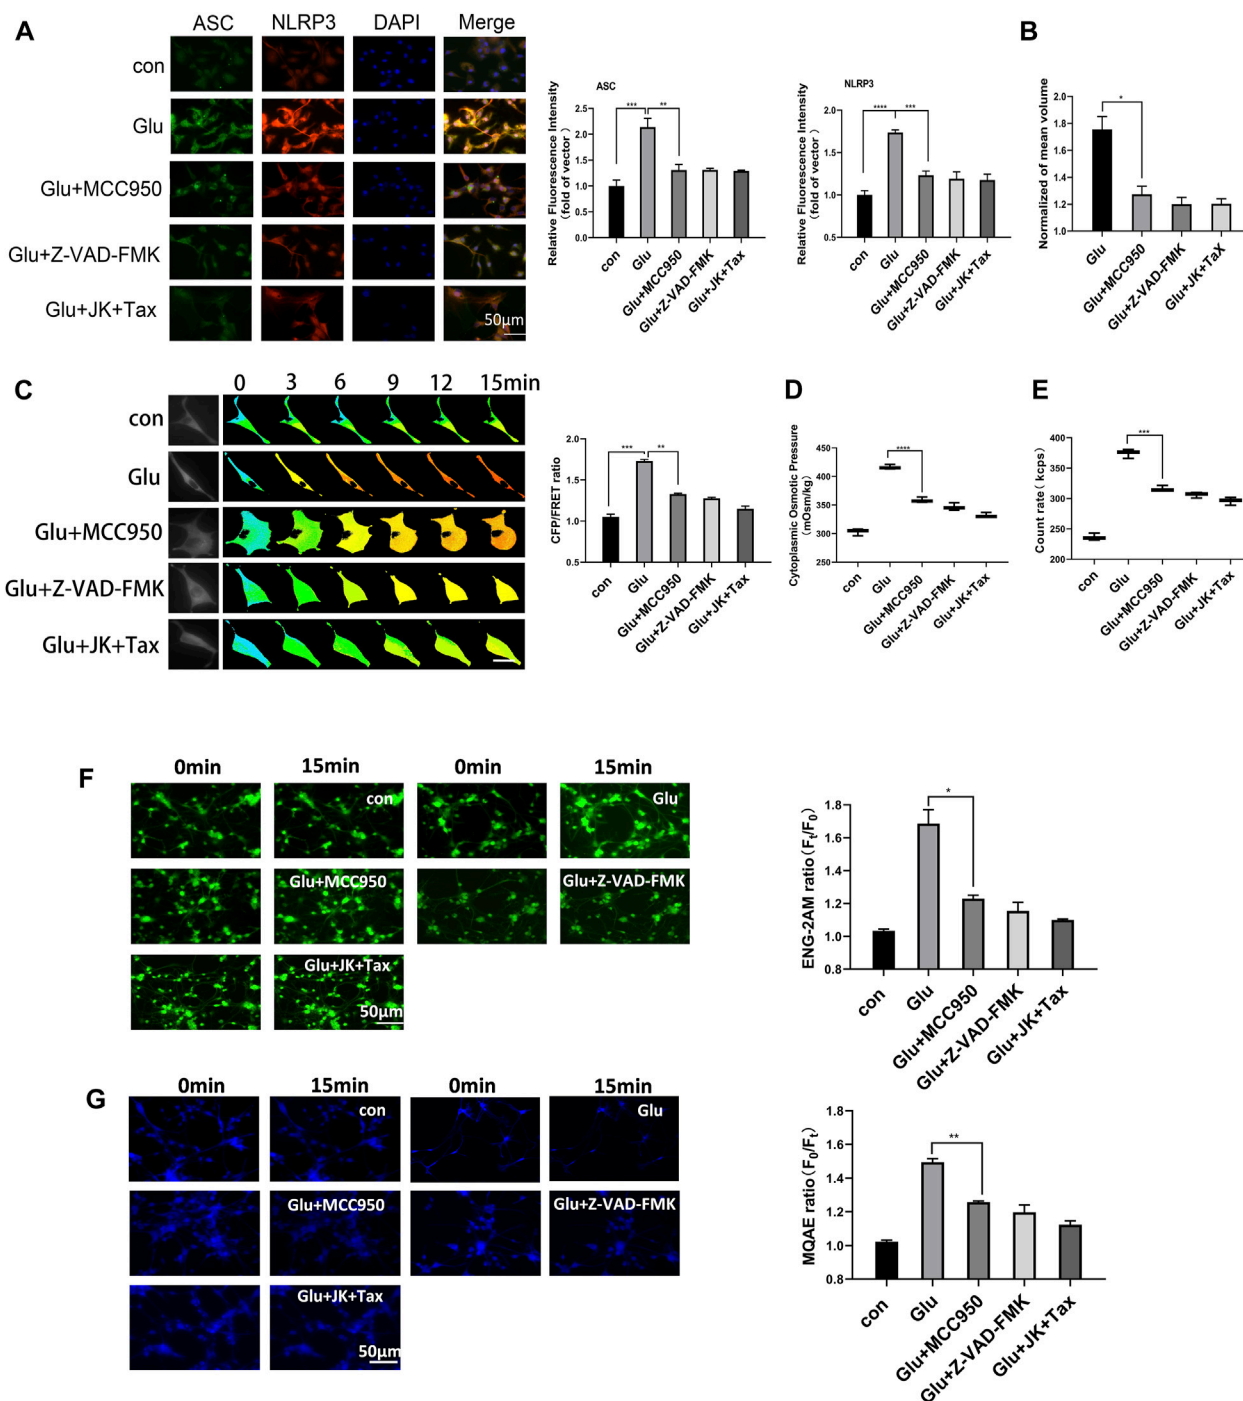 A
ASC NLRP3 DAPI Merge
con
Glu
Glu+MCC950
Glu+Z-VAD-FMK
Glu+JK+Tax
50μm
ASC
Relative Fluorescence Intensity
(fold of vector)
2.5
2.0
1.5
1.0
0.5
0.0
*** **
con
Glu
Glu+MCC950
Glu+Z-VAD-FMK
Glu+JK+Tax
NLRP3
Relative Fluorescence Intensity
(fold of vector)
2.0
1.5
1.0
0.5
**** ***
con
Glu
Glu+MCC950
Glu+Z-VAD-FMK
Glu+JK+Tax
B
Normalized of mean volume
2.0
1.8
1.6
1.4
1.2
1.0
*
Glu
Glu+MCC950
Glu+Z-VAD-FMK
Glu+JK+TaX
C
0 3 6 9 12 15min
con
Glu
Glu+MCC950
Glu+Z-VAD-FMK
Glu+JK+Tax
CFP/FRET ratio
2.0
1.5
1.0
0.5
*** **
con
Glu
Glu+MCC950
Glu+Z-VAD-FMK
Glu+JK+Tax
D
Cytoplasmic Osmotic Pressure
(mOsm/kg)
450
400
350
300
250
****
con
Glu
Glu+MCC950
Glu+Z-VAD-FMK
Glu+JK+Tax
E
Count rate( kcps)
400
350
300
250
200
***
con
Glu
Glu+MCC950
Glu+Z-VAD-FMK
Glu+JK+Tax
F
0min 15min 0min 15min
con
Glu
Glu+MCC950
Glu+Z-VAD-FMK
Glu+JK+Tax
50μm
ENG-2AM ratio(Ft/F0)
1.8
1.6
1.4
1.2
1.0
0.8
*
con
Glu
Glu+MCC950
Glu+Z-VAD-FMK
Glu+JK+Tax
G
0min 15min 0min 15min
con
Glu
Glu+MCC950
Glu+Z-VAD-FMK
Glu+JK+Tax
50μm
MQAE ratio(F0/Ft)
1.8
1.6
1.4
1.2
1.0
0.8
**
con
Glu
Glu+MCC950
Glu+Z-VAD-FMK
Glu+JK+Tax